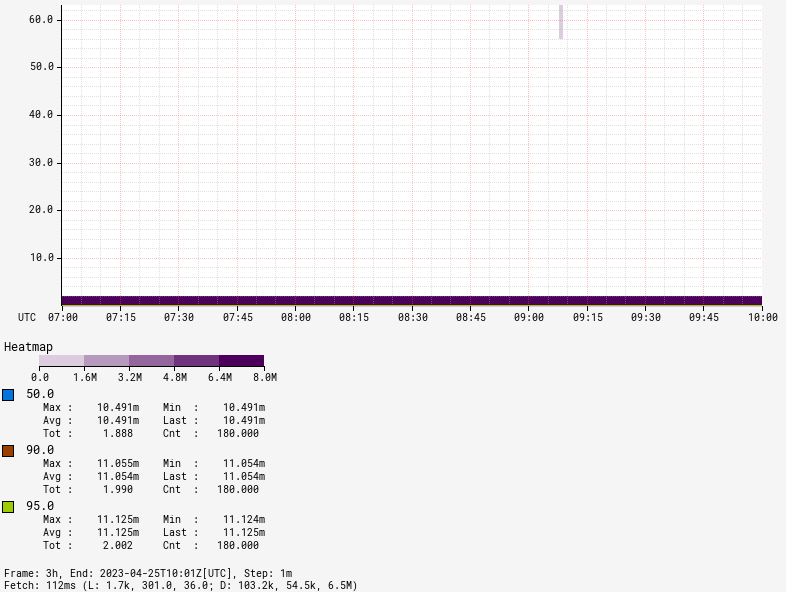 60.0
50.0
40.0
30.0
20.0
10.0
UTC 07:00 07:15 07:30 07:45 08:00 08:15 08:30 08:45 09:00 09:15 09:30 09:45 10:00
Heatmap
0.0 1.6M 3.2M 4.8M 6.4M 8.0M
50.0
Max : 10.491m Min : 10.491m
Avg : 10.491m Last : 10.491m
Tot : 1.888 Cnt : 180.000
90.0
Max : 11.055m Min : 11.054m
Avg : 11.054m Last : 11.054m
Tot : 1.990 Cnt : 180.000
95.0
Max : 11.125m Min : 11.124m
Avg : 11.125m Last : 11.125m
Tot : 2.002 Cnt : 180.000
Frame: 3h, End: 2023-04-25T10:01Z[UTC], Step: 1m
Fetch: 112ms (L: 1.7k, 301.0, 36.0; D: 103.2k, 54.5k, 6.5M)